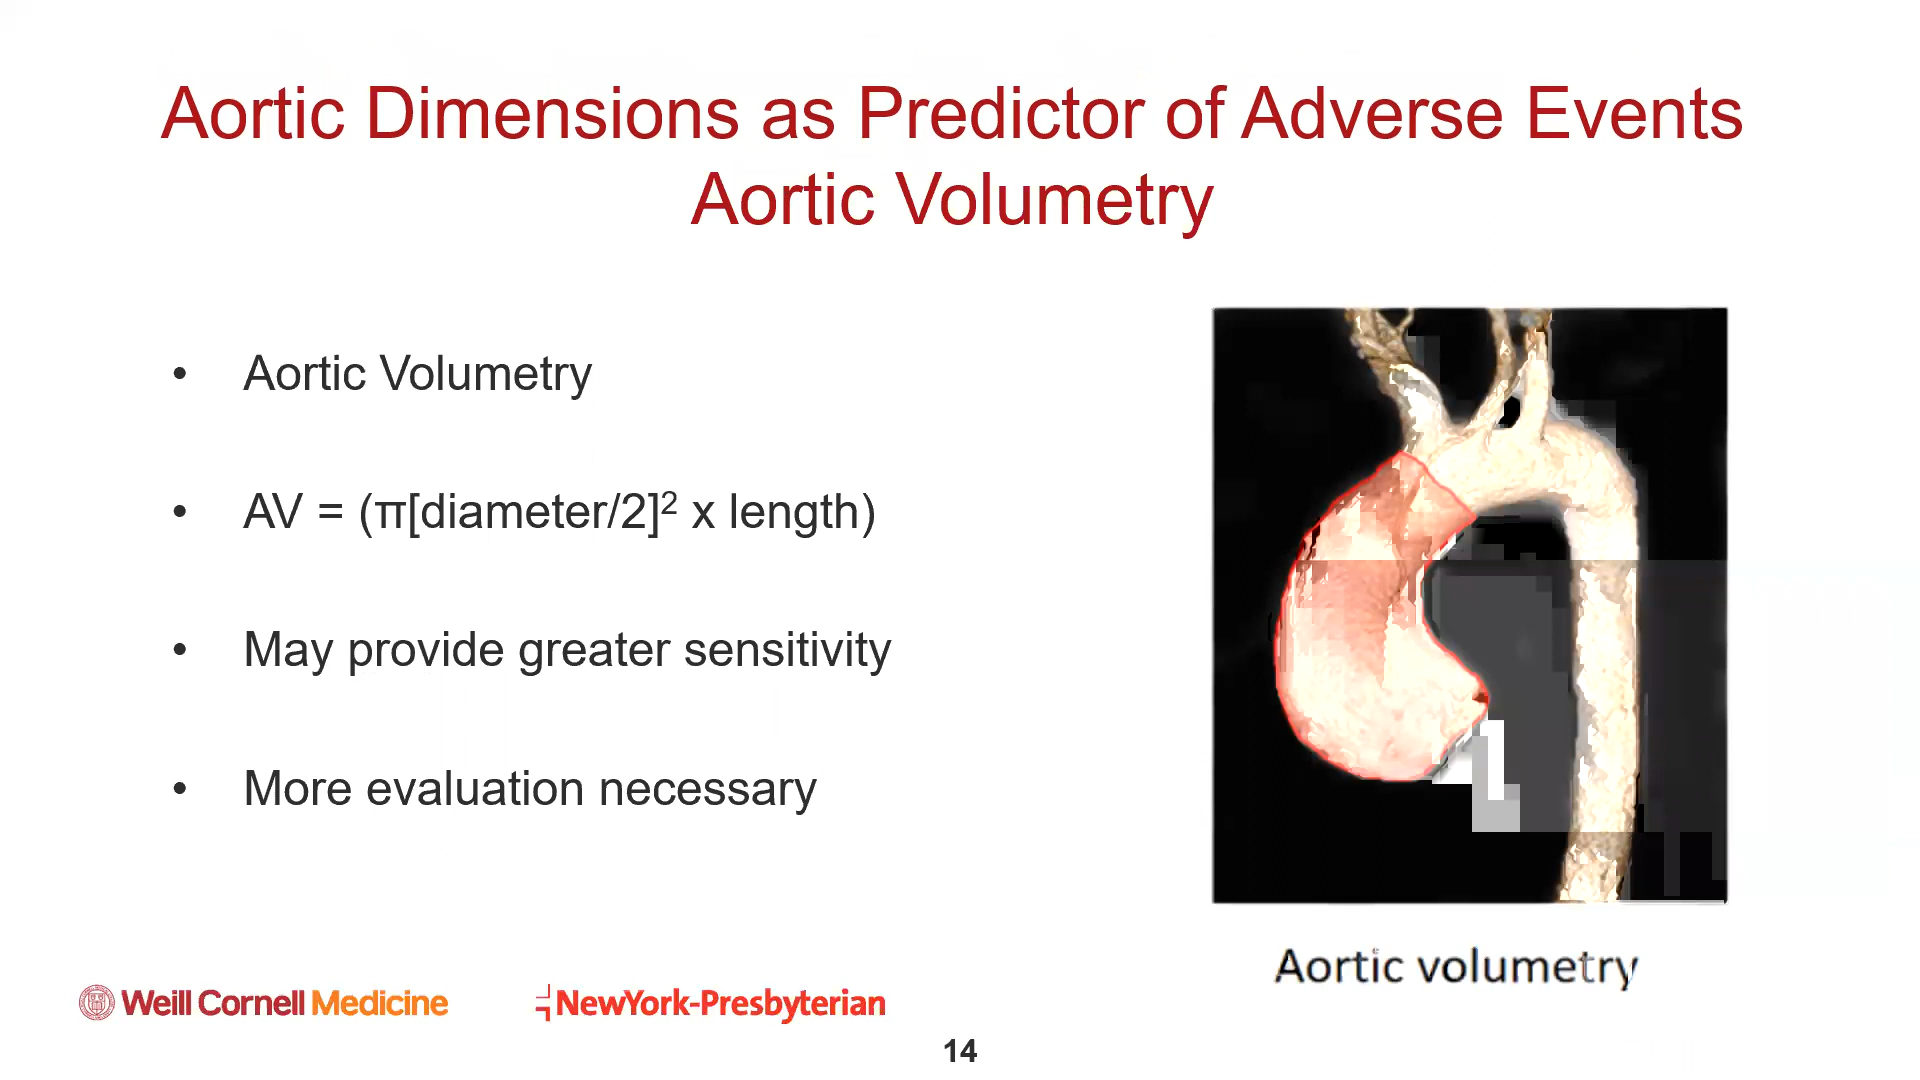 Aortic Dimensions as Predictor of Adverse Events
Aortic Volumetry
• Aortic Volumetry
• AV = (π[diameter/2]² x length)
• May provide greater sensitivity
• More evaluation necessary
Aortic volumetry
Weill Cornell Medicine
NewYork-Presbyterian
14